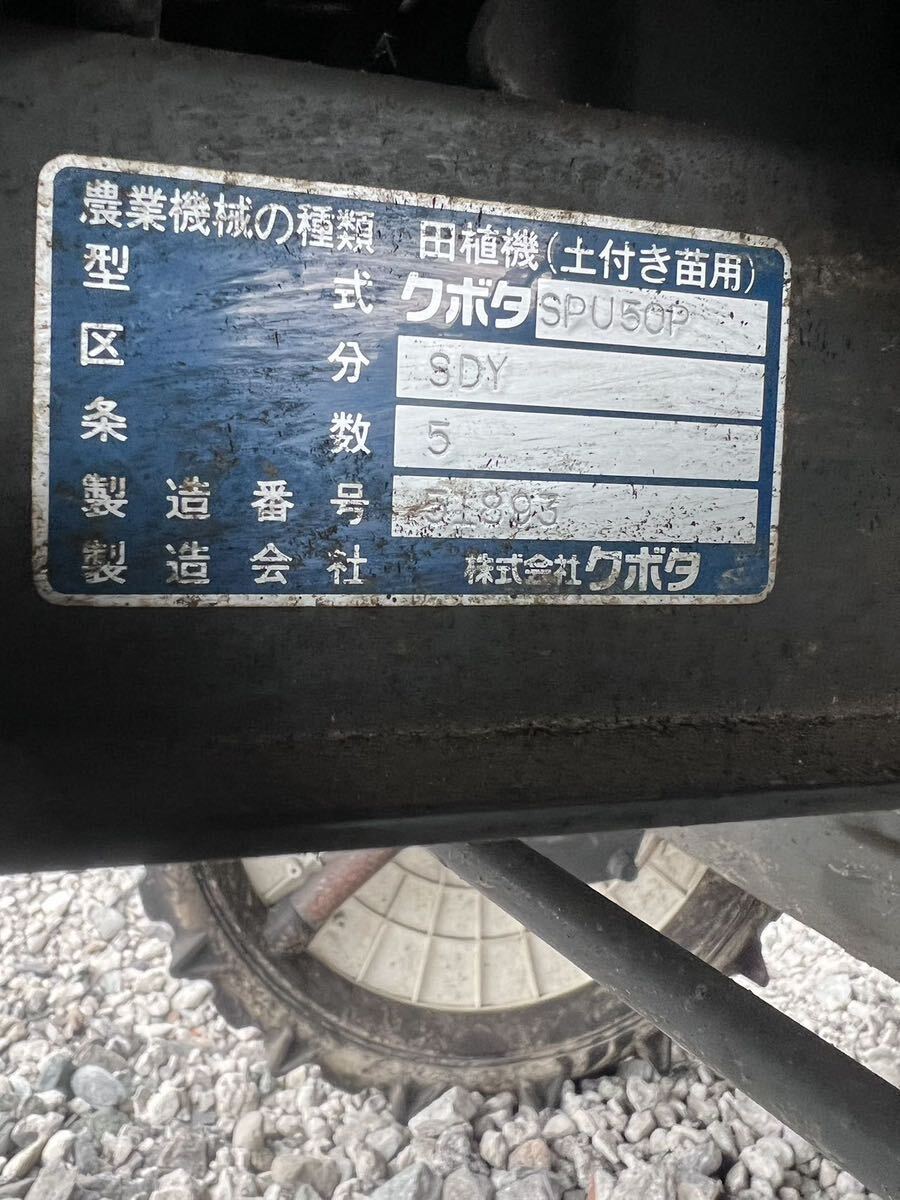 農業機械の種類 田植機(土付き苗用)
型式 クボタ SPU50P
区分 SDY
条数 5
製造番号 51893
製造会社 株式会社クボタ